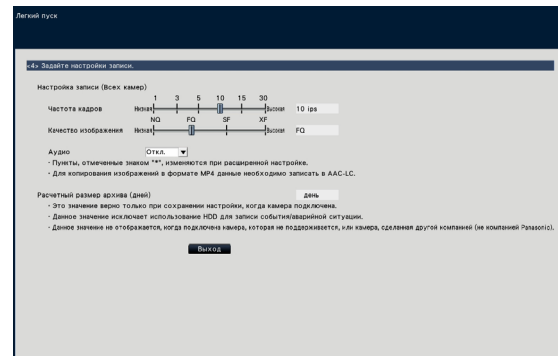 Легкий пуск
<4> Задайте настройки записи.
Настройка записи (Всех камер)
1 3 5 10 15 30
Частота кадров Низкая Высокая 10 ips
NQ FQ SF XF
Качество изображения Низкая Высокая FQ
Аудио Откл.
· Пункты, отмеченные знаком "*", изменяются при расширенной настройке.
· Для копирования изображений в формате MP4 данные необходимо записать в AAC-LC.
Расчетный размер архива (дней) день
· Это значение верно только при сохранении настройки, когда камера подключена.
· Данное значение исключает использование HDD для записи события/аварийной ситуации.
· Данное значение не отображается, когда подключена камера, которая не поддерживается, или камера, сделанная другой компанией (не компанией Panasonic).
Выход